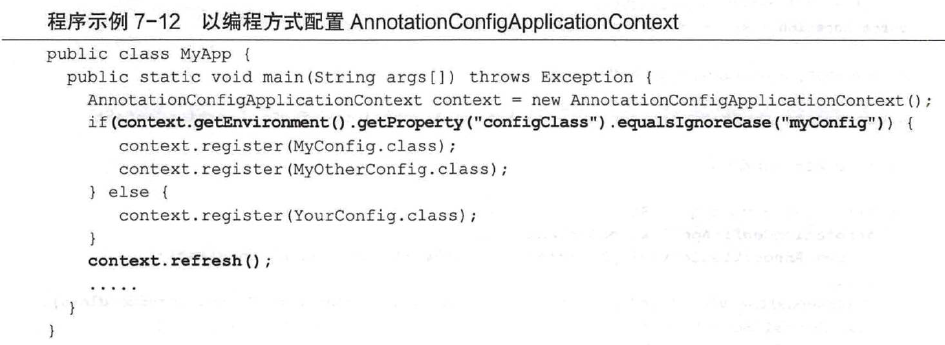 程序示例 7-12 以编程方式配置 AnnotationConfigApplicationContext
public class MyApp {
  public static void main(String args[]) throws Exception {
    AnnotationConfigApplicationContext context = new AnnotationConfigApplicationContext();
    if(context.getEnvironment().getProperty("configClass").equalsIgnoreCase("myConfig")) {
       context.register(MyConfig.class);
       context.register(MyOtherConfig.class);
    } else {
       context.register(YourConfig.class);
    }
    context.refresh();
    .....
  }
}